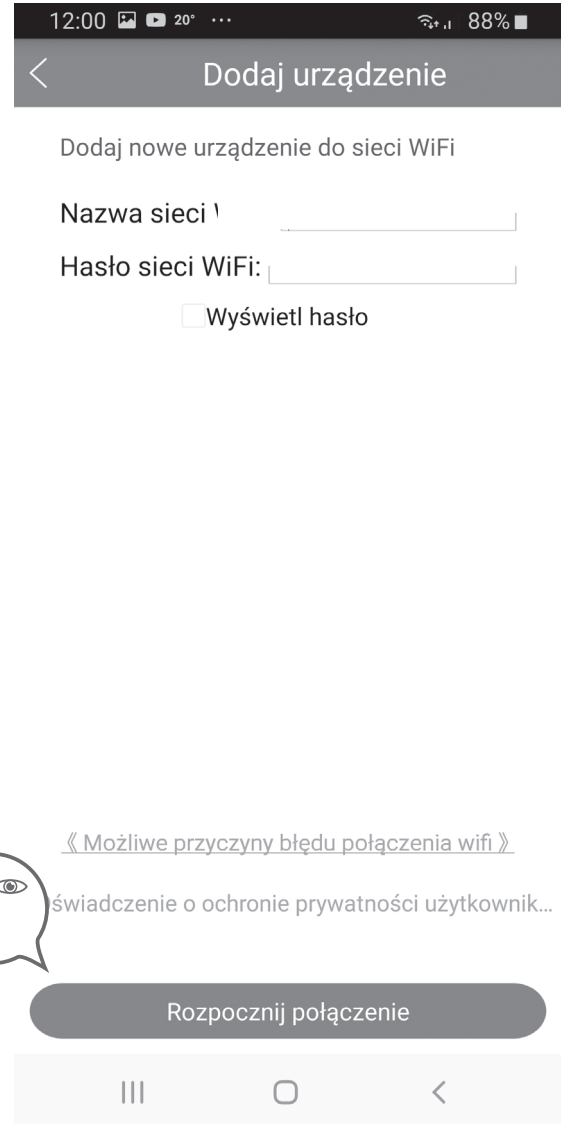 12:00 20° ... 88%
Dodaj urządzenie
Dodaj nowe urządzenie do sieci WiFi
Nazwa sieci
Hasło sieci WiFi:
Wyświetl hasło
《 Możliwe przyczyny błędu połączenia wifi 》
świadczenie o ochronie prywatności użytkownik...
Rozpocznij połączenie